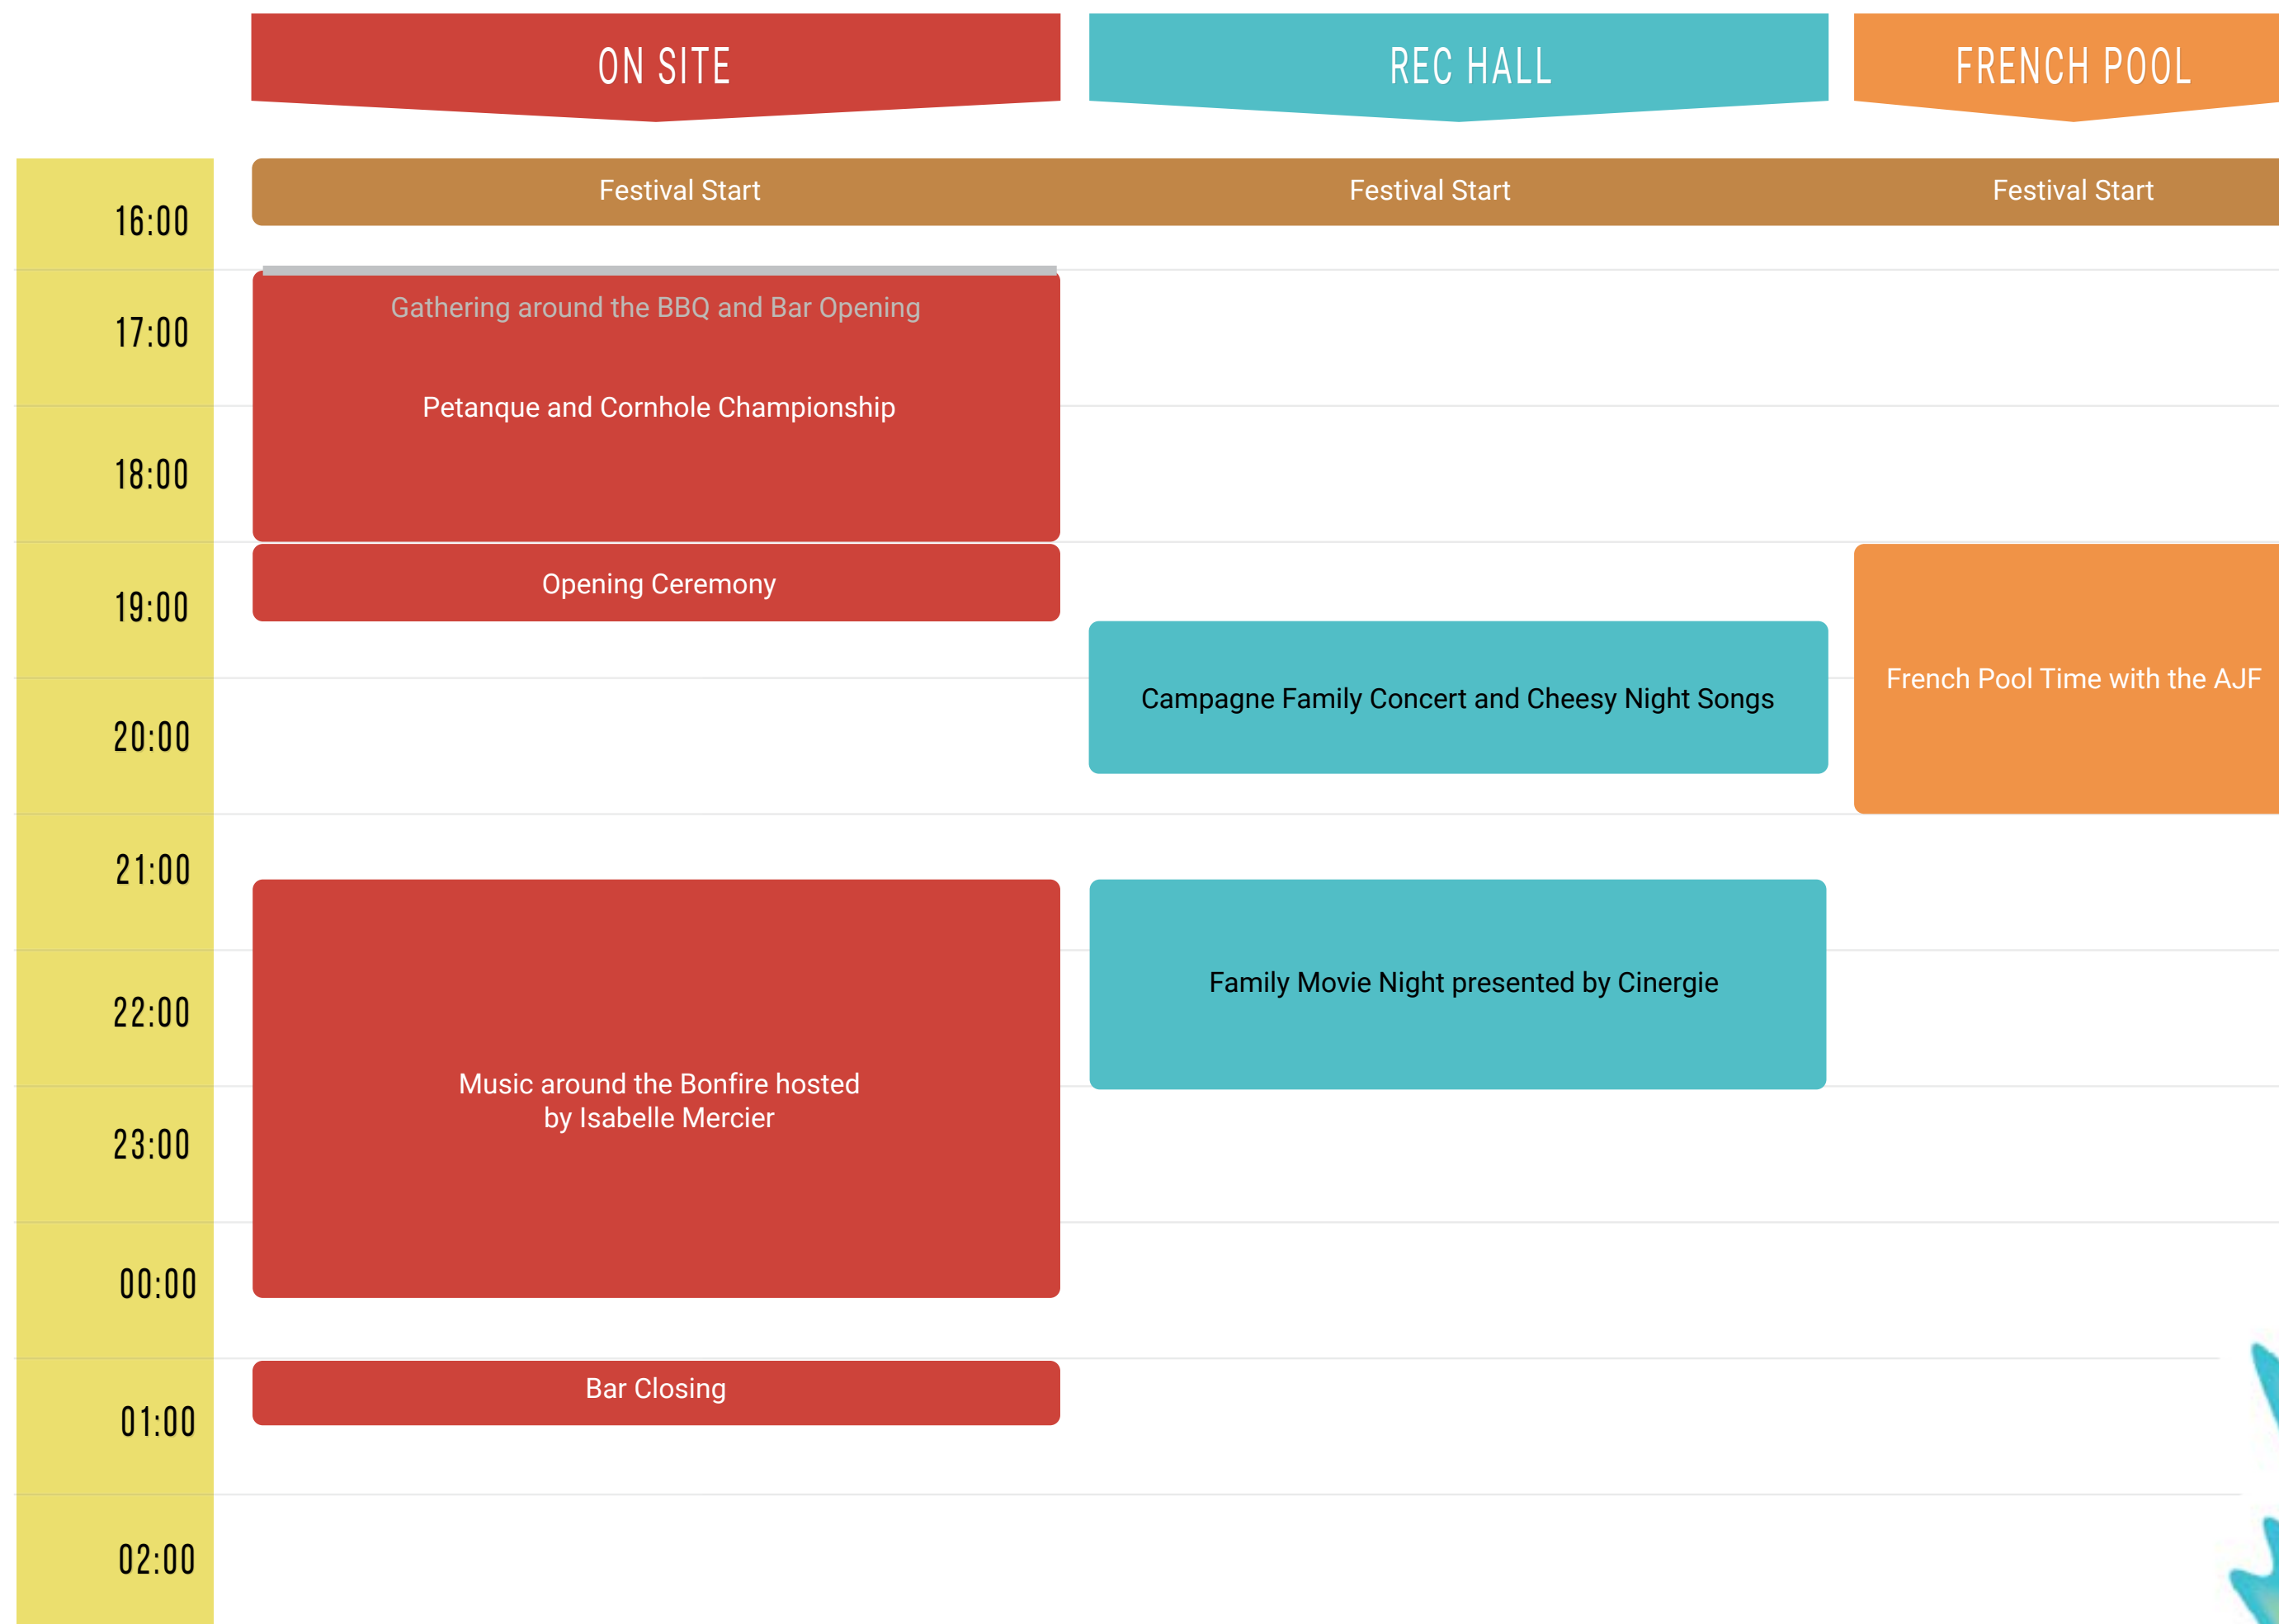 ON SITE
REC HALL
FRENCH POOL
Festival Start
Festival Start
Festival Start
16:00
Gathering around the BBQ and Bar Opening
17:00
Petanque and Cornhole Championship
18:00
Opening Ceremony
19:00
French Pool Time with the AJF
Campagne Family Concert and Cheesy Night Songs
20:00
21:00
Family Movie Night presented by Cinergie
22:00
Music around the Bonfire hosted
by Isabelle Mercier
23:00
00:00
Bar Closing
01:00
02:00